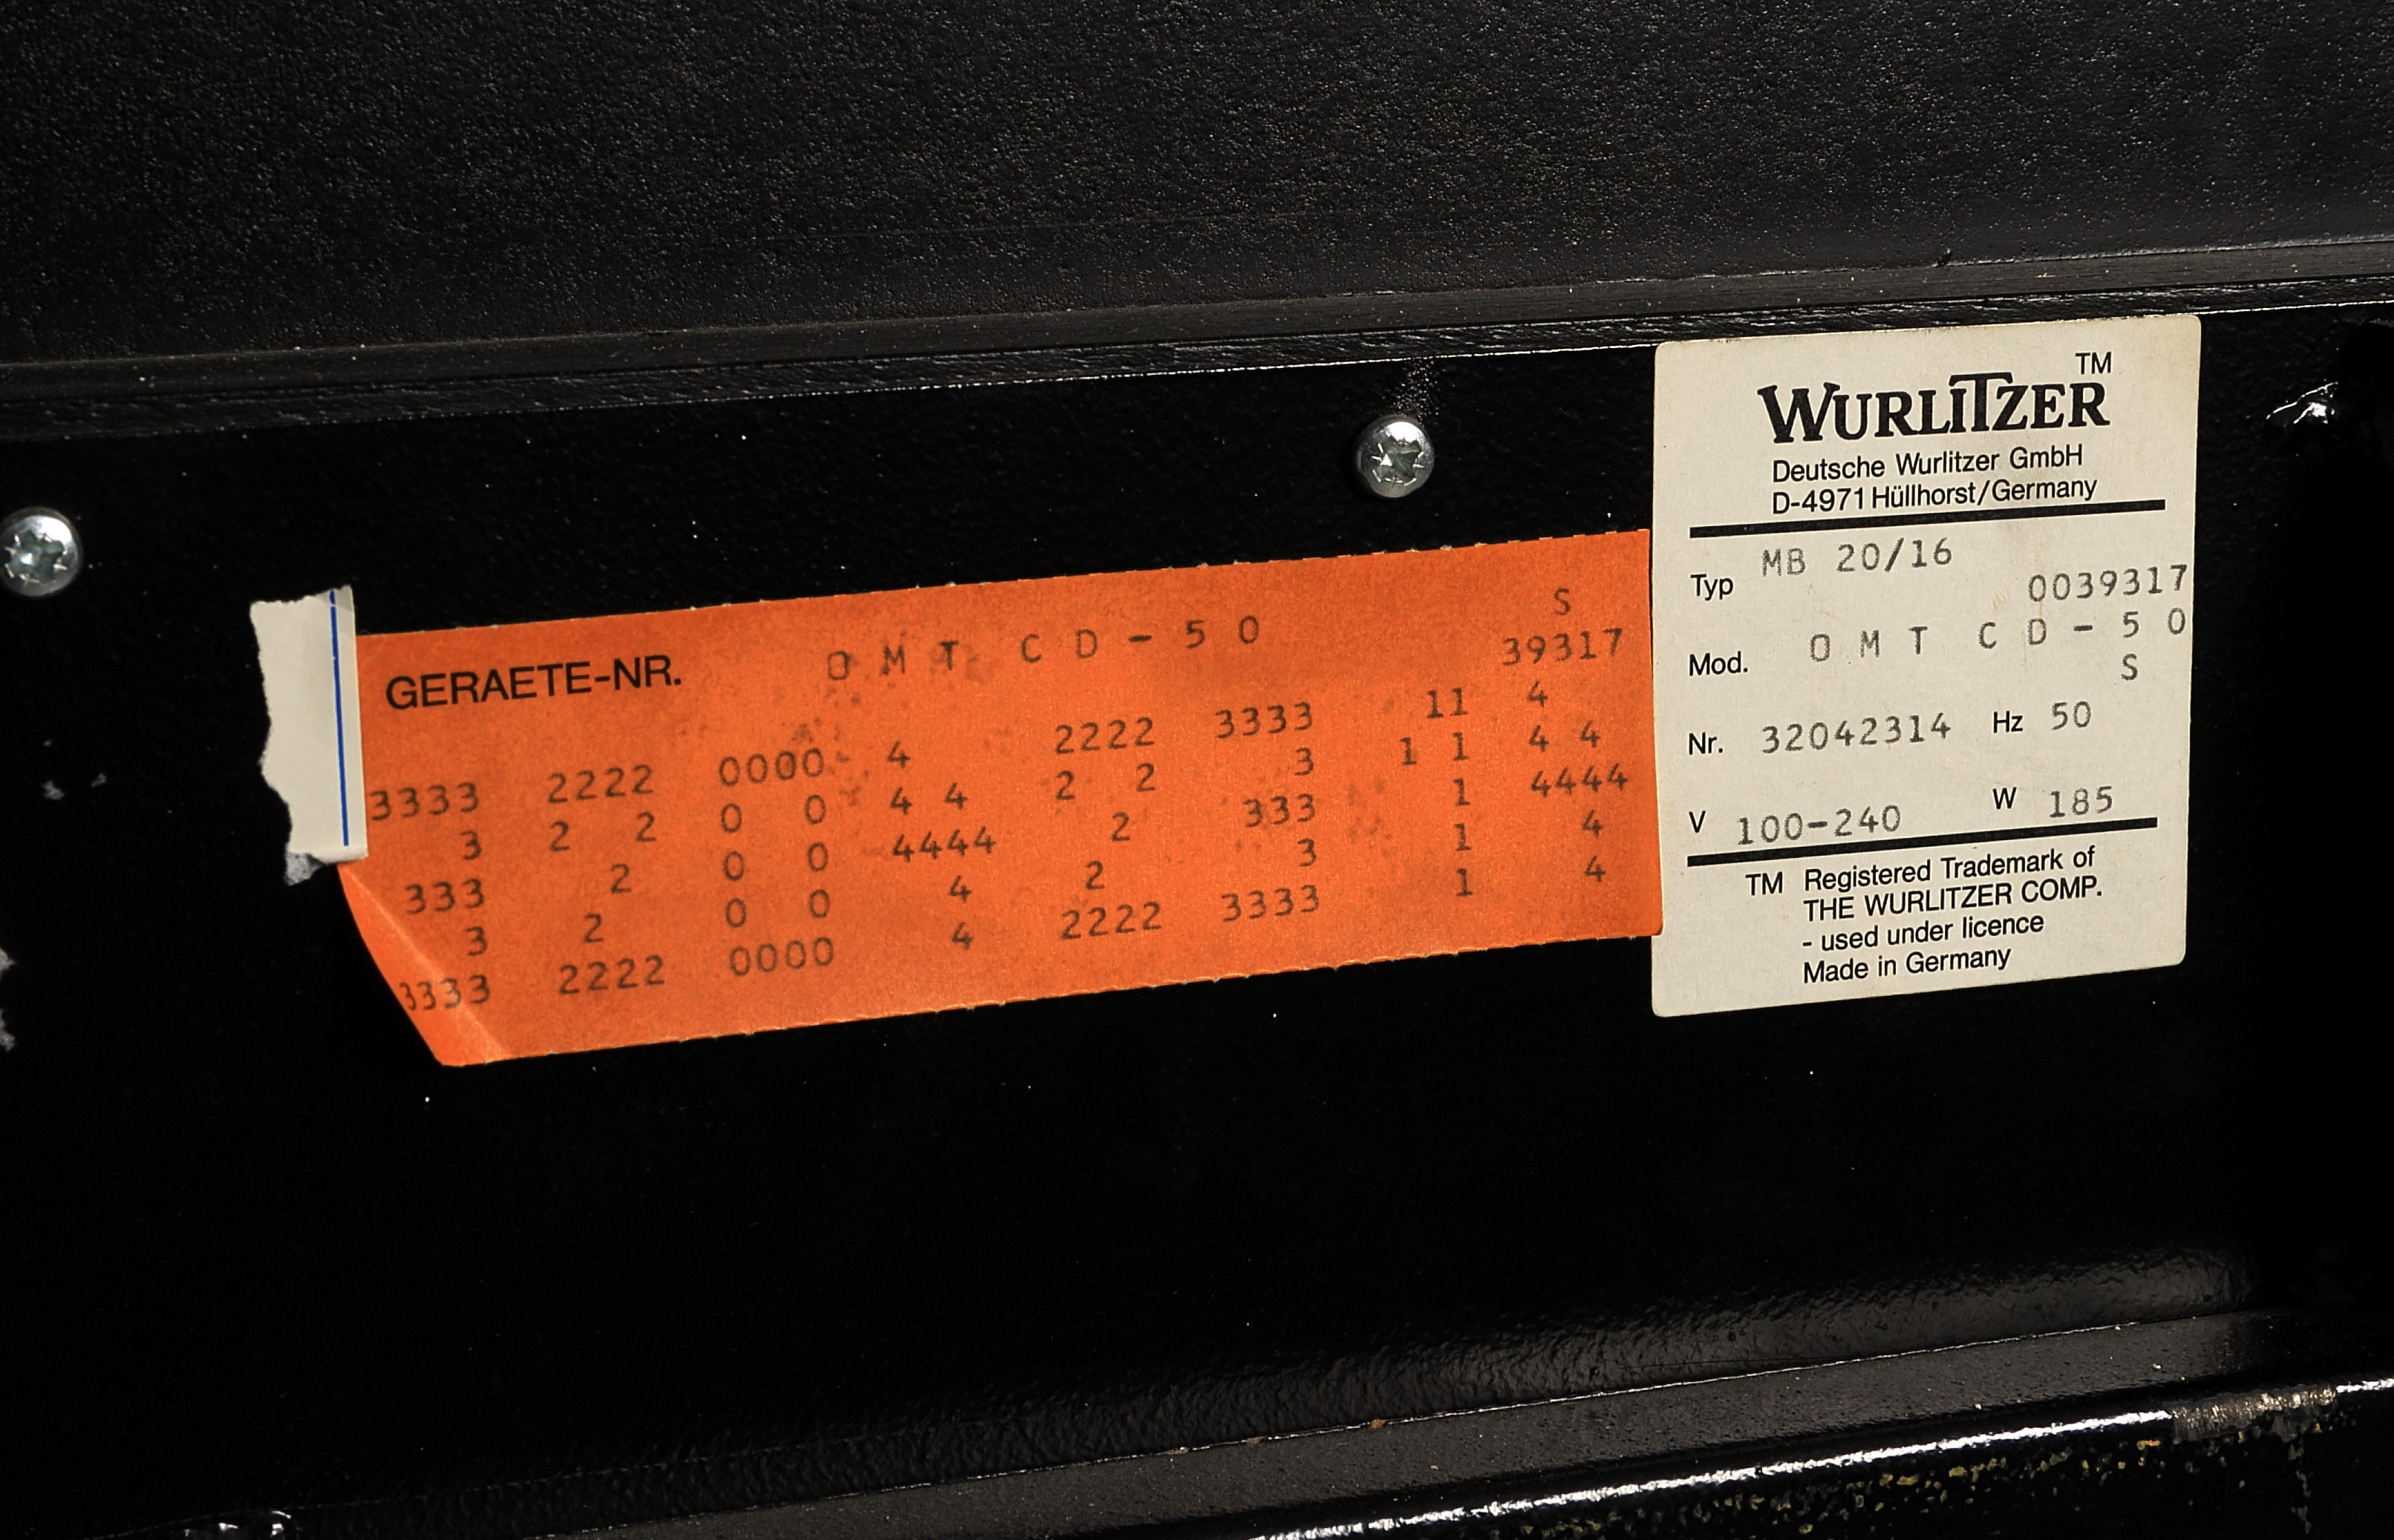 GERAETE-NR. O M T C D - 5 0 S
39317
3333 2222 0000 4 2222 3333 11 4
3 2 2 0 0 4 4 2 2 3 1 1 4 4
333 2 0 0 4444 2 333 1 4444
3 2 0 0 4 2 3 1 4
3333 2222 0000 4 2222 3333 1 4
WURLITZER TM
Deutsche Wurlitzer GmbH
D-4971 Hüllhorst/Germany
Typ MB 20/16
0039317
Mod. O M T C D - 5 0
S
Nr. 32042314 Hz 50
V 100-240 W 185
TM Registered Trademark of
THE WURLITZER COMP.
- used under licence
Made in Germany